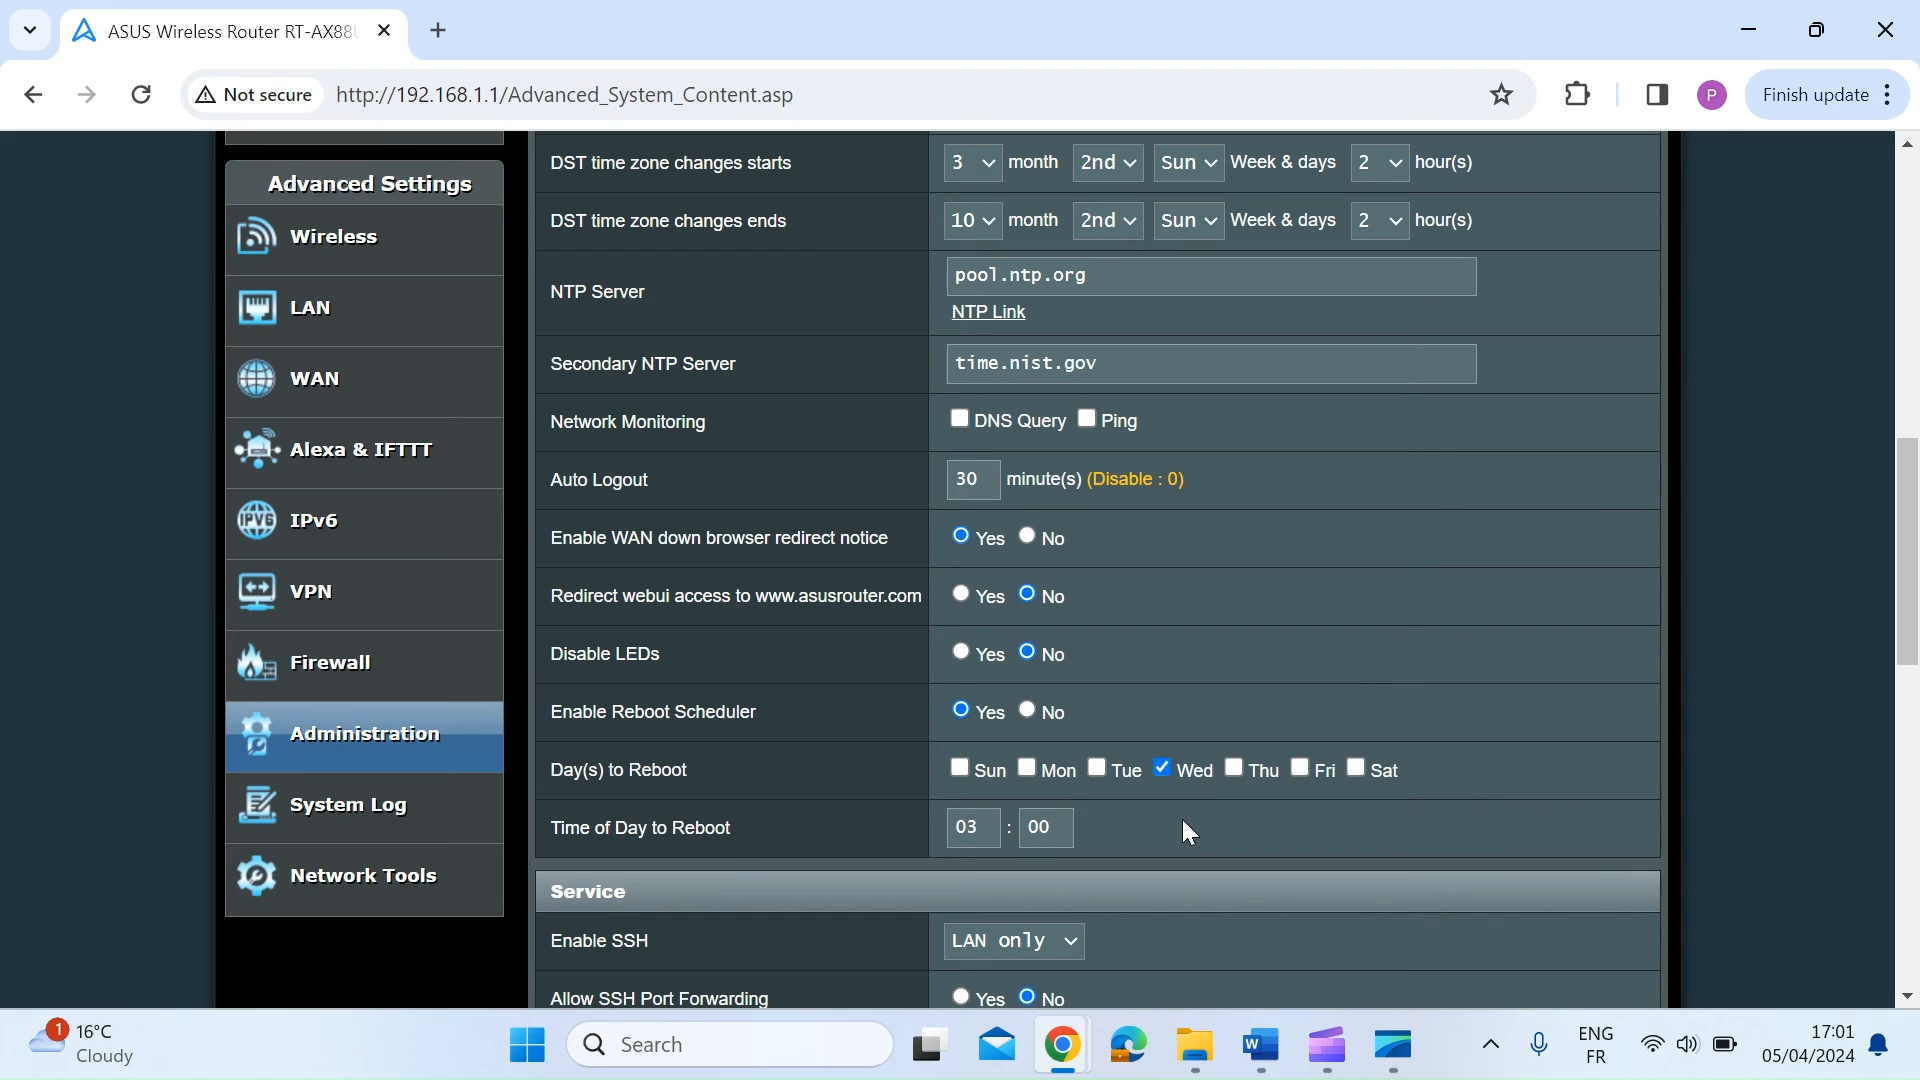 ASUS Wireless Router RT-AX88U
Not secure
http://192.168.1.1/Advanced_System_Content.asp
P
Finish update
Advanced Settings
Wireless
LAN
WAN
Alexa & IFTTT
IPv6
VPN
Firewall
Administration
System Log
Network Tools
DST time zone changes starts 3 month 2nd Sun Week & days 2 hour(s)
DST time zone changes ends 10 month 2nd Sun Week & days 2 hour(s)
NTP Server pool.ntp.org
NTP Link
Secondary NTP Server time.nist.gov
Network Monitoring DNS Query Ping
Auto Logout 30 minute(s) (Disable : 0)
Enable WAN down browser redirect notice Yes No
Redirect webui access to www.asusrouter.com Yes No
Disable LEDs Yes No
Enable Reboot Scheduler Yes No
Day(s) to Reboot Sun Mon Tue Wed Thu Fri Sat
Time of Day to Reboot 03 : 00
Service
Enable SSH LAN only
Allow SSH Port Forwarding Yes No
1
16°C
Cloudy
Search
W
ENG
FR
17:01
05/04/2024